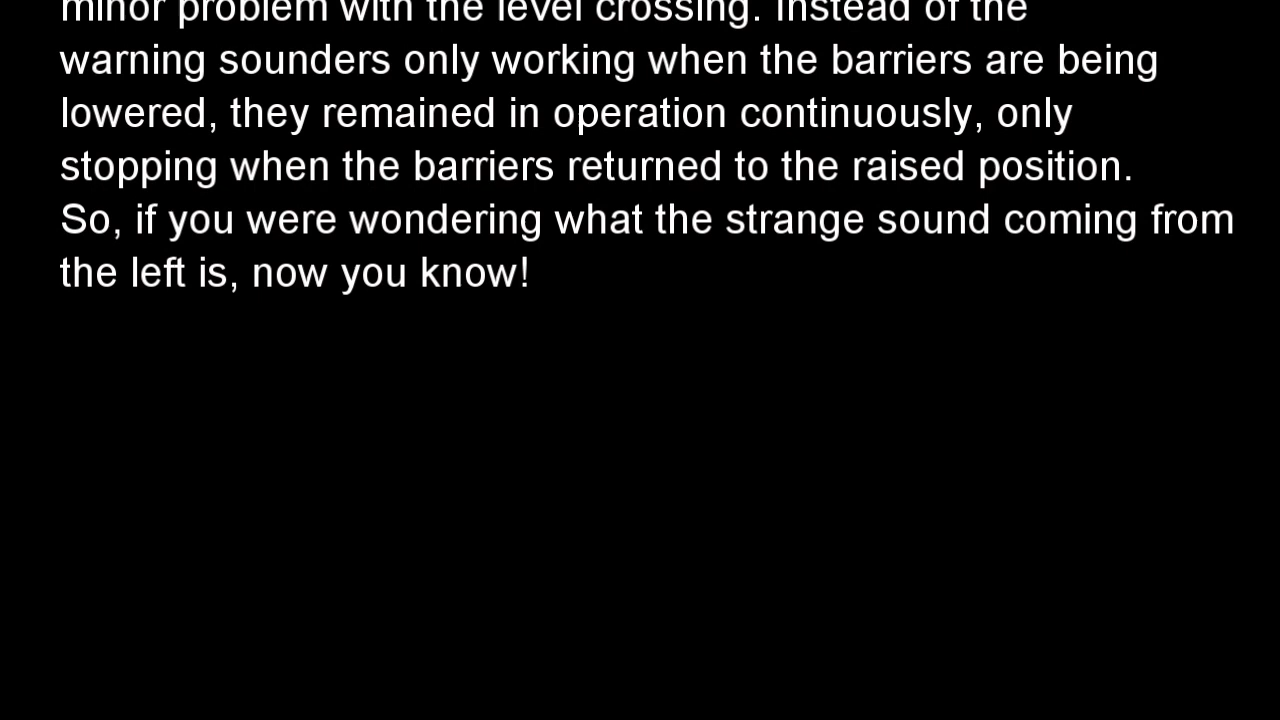 minor problem with the level crossing. Instead of the
warning sounders only working when the barriers are being
lowered, they remained in operation continuously, only
stopping when the barriers returned to the raised position.
So, if you were wondering what the strange sound coming from
the left is, now you know!